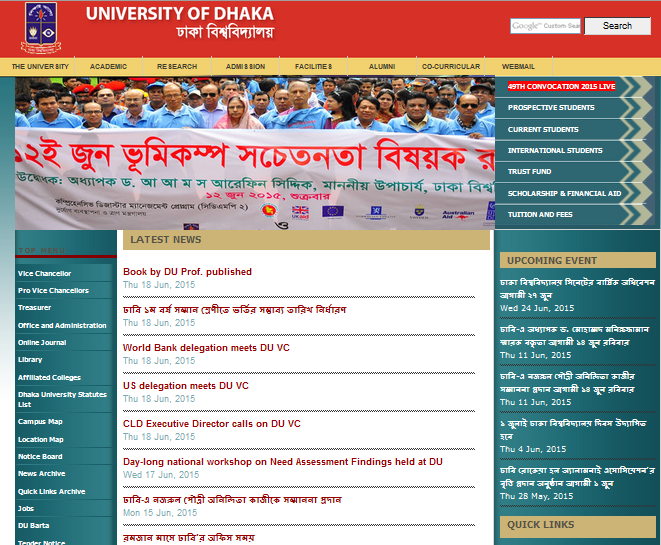 UNIVERSITY OF DHAKA
ঢাকা বিশ্ববিদ্যালয়
Google™ Custom Search
THE UNIVERSITY
ACADEMIC
RESEARCH
ADMISSION
FACILITIES
ALUMNI
CO-CURRICULAR
WEBMAIL
১২ই জুন ভূমিকম্প সচেতনতা বিষয়ক র
অধ্যাপক ড. আ আ ম স আরেফিন সিদ্দিক, মাননীয় উপাচার্য, ঢাকা
১২ জুন ২০১৫, শুক্রবার
কম্প্রিহেনসিভ ডিজাস্টার ম্যানেজমেন্ট প্রোগ্রাম (সিডিএমপি ২)
UKaid
Australian
ও
49TH CONVOCATION 2015 LIVE
PROSPECTIVE STUDENTS
CURRENT STUDENTS
INTERNATIONAL STUDENTS
TRUST FUND
SCHOLARSHIP & FINANCIAL AID
TUITION AND FEES
TOP MENU:
Vice Chancellor
Pro Vice Chancellors
Treasurer
Office and Administration
Online Journal
Library
Affiliated Colleges
Dhaka University Statutes
List
Campus Map
Location Map
Notice Board
News Archive
Quick Links Archive
Jobs
DU Barta
Tender Notice
LATEST NEWS
Book by DU Prof. published
Thu 18 Jun, 2015
ঢাবি ১ম বর্ষ সম্মান শ্রেণীতে ভর্তির সম্ভাব্য তারিখ নির্ধারণ
Thu 18 Jun, 2015
World Bank delegation meets DU VC
Thu 18 Jun, 2015
US delegation meets DU VC
Thu 18 Jun, 2015
CLD Executive Director calls on DU VC
Thu 18 Jun, 2015
Day-long national workshop on Need Assessment Findings held at DU
Wed 17 Jun, 2015
ঢাবি-এ নজরুল পৌত্রী অনিন্দিতা কাজীকে সম্মাননা প্রদান
Mon 15 Jun, 2015
রমজান মাসে ঢাবি'র অফিস সময়
UPCOMING EVENT
ঢাকা বিশ্ববিদ্যালয় সিনেটের বার্ষিক অধিবেশন
আগামী ২৭ জুন
Wed 24 Jun, 2015
ঢাবি-এ অধ্যাপক ড. মোহাম্মদ মনিরুজ্জামান
স্মারক বক্তৃতা আগামী ১৪ জুন রবিবার
Thu 11 Jun, 2015
ঢাবি-এ নজরুল পৌত্রী অনিন্দিতা কাজীর
সম্মাননা প্রদান আগামী ১৪ জুন রবিবার
Thu 11 Jun, 2015
১ জুলাই ঢাকা বিশ্ববিদ্যালয় দিবস উদযাপিত
হবে
Thu 4 Jun, 2015
ঢাবি রোকেয়া হল অ্যালামনাই এসোসিয়েশন'র
বৃত্তি প্রদান অনুষ্ঠান আগামী ১ জুন
Thu 28 May, 2015
QUICK LINKS
Search